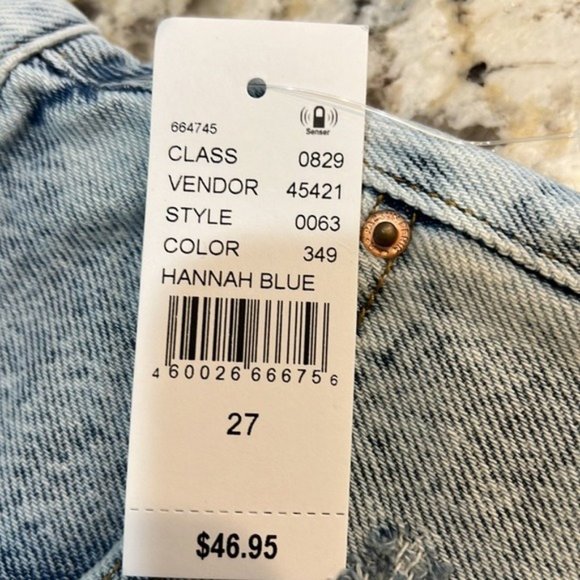 664745
Sensor
CLASS 0829
VENDOR 45421
STYLE 0063
COLOR 349
HANNAH BLUE
4 60026 66675 6
27
$46.95